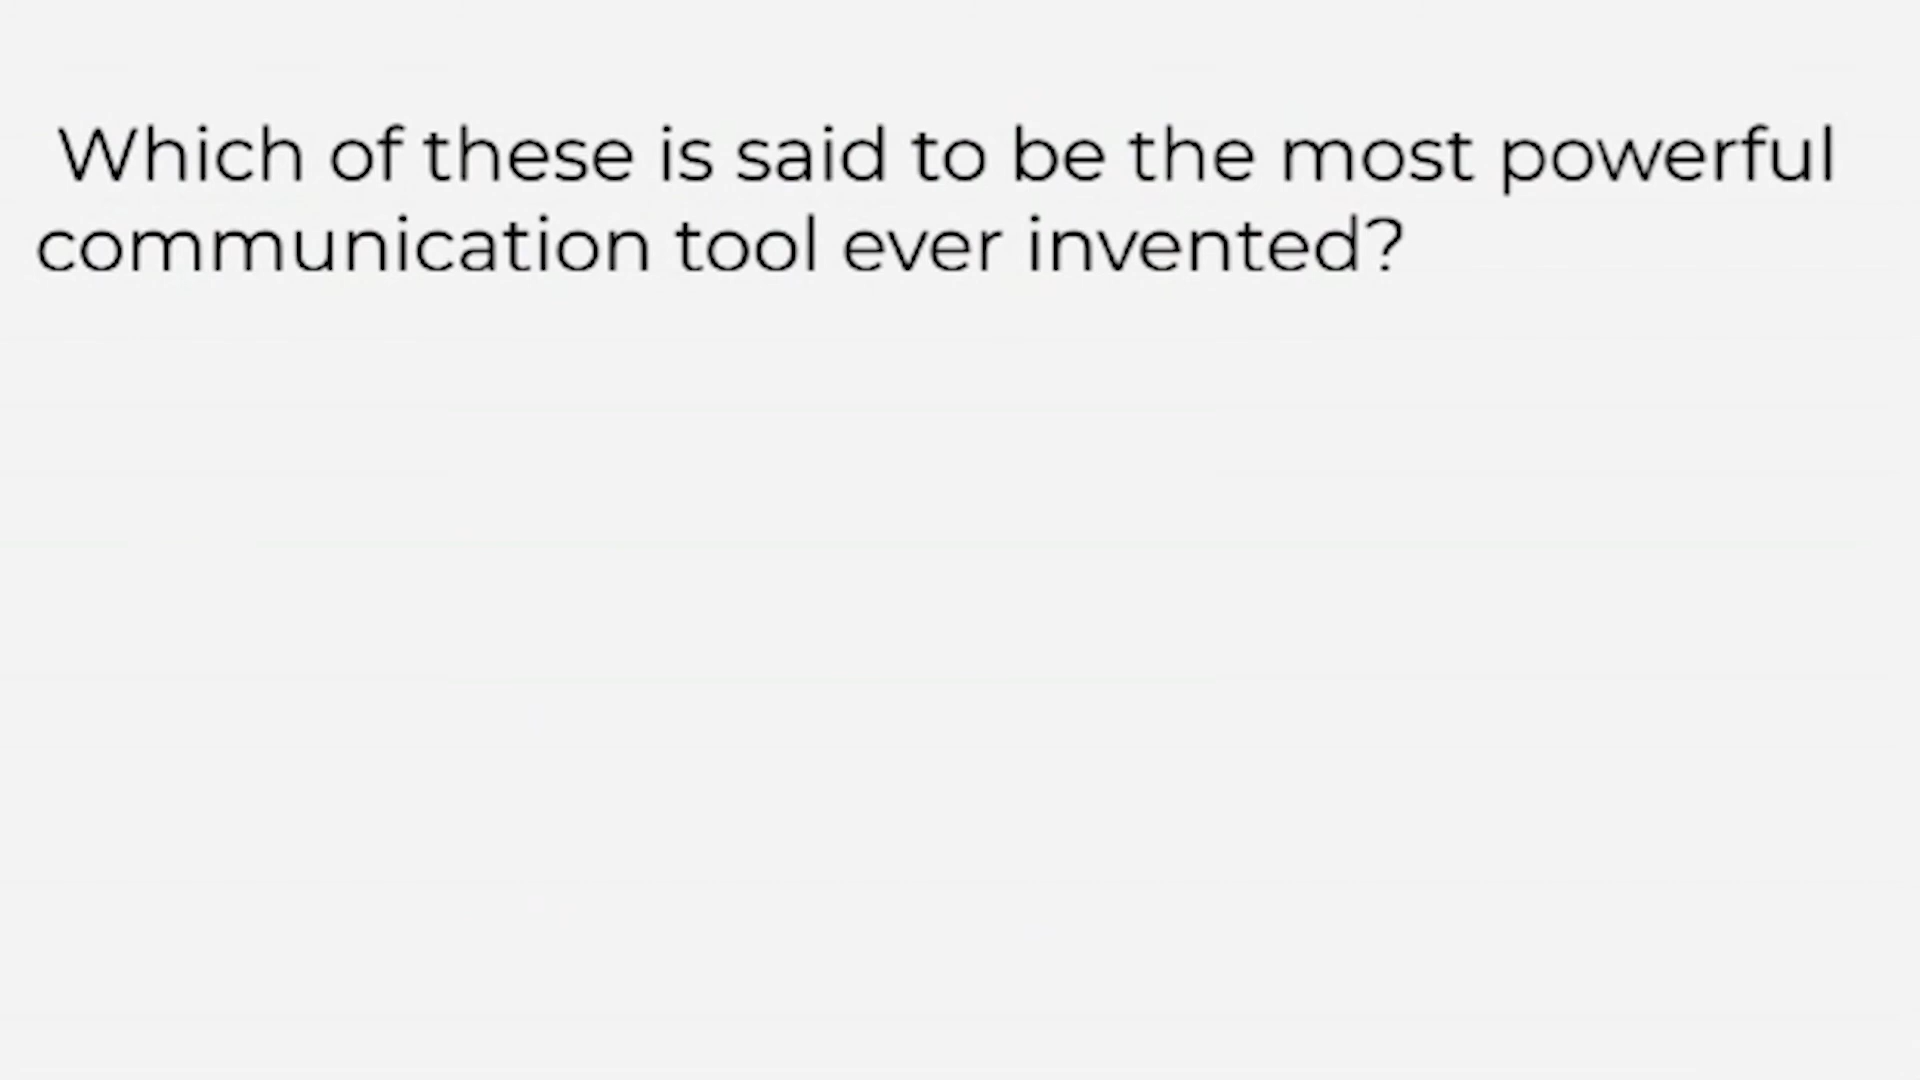 Which of these is said to be the most powerful
communication tool ever invented?